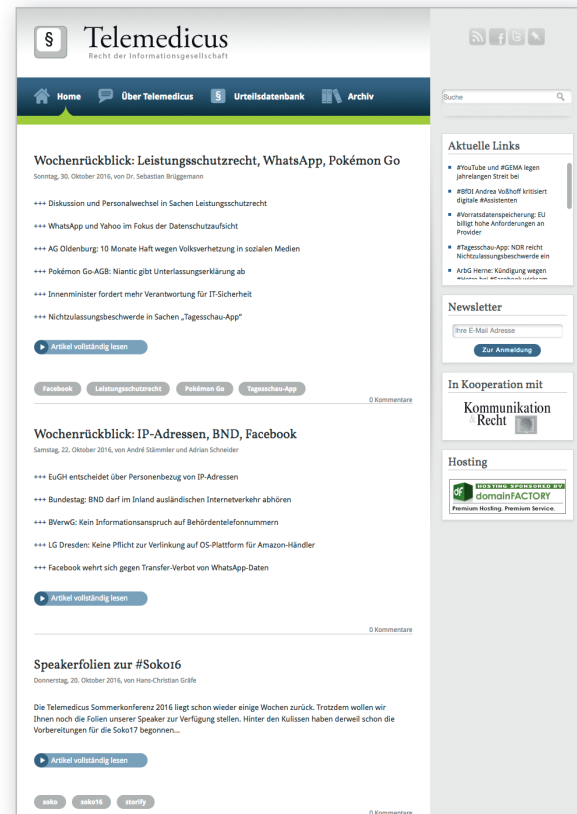 §
Telemedicus
Recht der Informationsgesellschaft
Home
Über Telemedicus
§
Urteilsdatenbank
Archiv
Wochenrückblick: Leistungsschutzrecht, WhatsApp, Pokémon Go
Sonntag, 30. Oktober 2016, von Dr. Sebastian Brüggemann
+++ Diskussion und Personalwechsel in Sachen Leistungsschutzrecht
+++ WhatsApp und Yahoo im Fokus der Datenschutzaufsicht
+++ AG Oldenburg: 10 Monate Haft wegen Volksverhetzung in sozialen Medien
+++ Pokémon Go-AGB: Niantic gibt Unterlassungserklärung ab
+++ Innenminister fordert mehr Verantwortung für IT-Sicherheit
+++ Nichtzulassungsbeschwerde in Sachen „Tagesschau-App“
Artikel vollständig lesen
Facebook
Leistungsschutzrecht
Pokémon Go
Tagesschau-App
0 Kommentare
Wochenrückblick: IP-Adressen, BND, Facebook
Samstag, 22. Oktober 2016, von André Stämmler und Adrian Schneider
+++ EuGH entscheidet über Personenbezug von IP-Adressen
+++ Bundestag: BND darf im Inland ausländischen Internetverkehr abhören
+++ BVerwG: Kein Informationsanspruch auf Behördentelefonnummern
+++ LG Dresden: Keine Pflicht zur Verlinkung auf OS-Plattform für Amazon-Händler
+++ Facebook wehrt sich gegen Transfer-Verbot von WhatsApp-Daten
Artikel vollständig lesen
0 Kommentare
Speakerfolien zur #Soko16
Donnerstag, 20. Oktober 2016, von Hans-Christian Gräfe
Die Telemedicus Sommerkonferenz 2016 liegt schon wieder einige Wochen zurück. Trotzdem wollen wir
Ihnen noch die Folien unserer Speaker zur Verfügung stellen. Hinter den Kulissen haben derweil schon die
Vorbereitungen für die Soko17 begonnen...
Artikel vollständig lesen
soko
soko16
storify
0 Kommentare
Suche
Aktuelle Links
#YouTube und #GEMA legen
jahrelangen Streit bei
#BfDI Andrea Voßhoff kritisiert
digitale #Assistenten
#Vorratsdatenspeicherung: EU
billigt hohe Anforderungen an
Provider
#Tagesschau-App: NDR reicht
Nichtzulassungsbeschwerde ein
ArbG Herne: Kündigung wegen
#Hetze bei #Facebook wirksam
Newsletter
Ihre E-Mail Adresse
Zur Anmeldung
In Kooperation mit
Kommunikation
& Recht
Hosting
df
HOSTING SPONSORED BY
domainFACTORY
Premium Hosting. Premium Service.